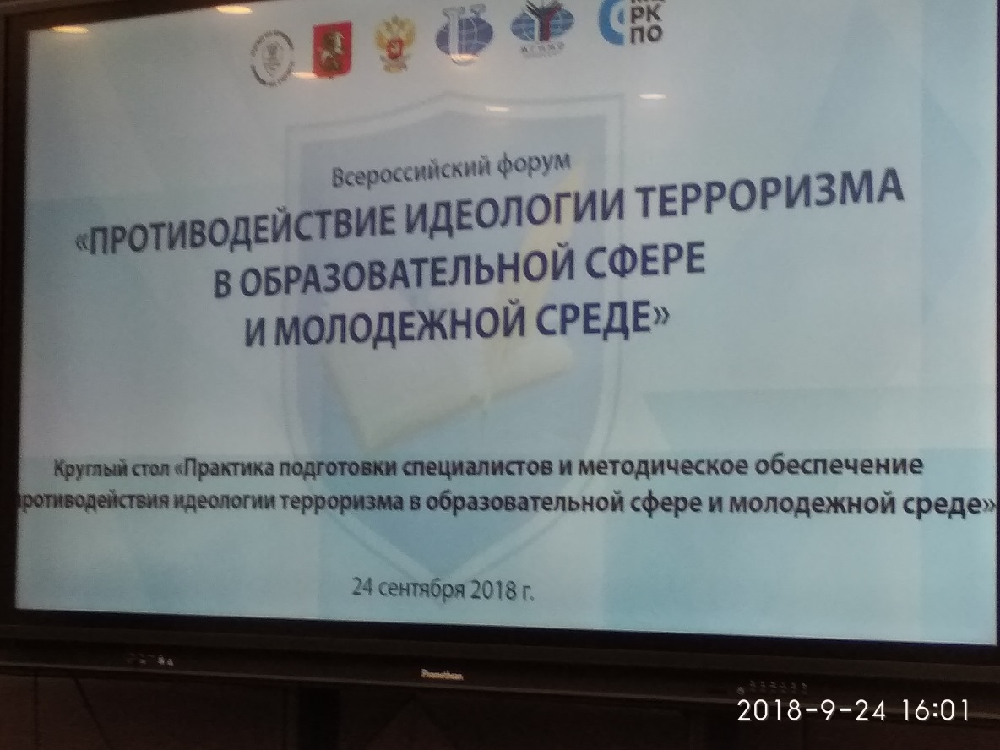 РК
ПО
Всероссийский форум
«ПРОТИВОДЕЙСТВИЕ ИДЕОЛОГИИ ТЕРРОРИЗМА
В ОБРАЗОВАТЕЛЬНОЙ СФЕРЕ
И МОЛОДЕЖНОЙ СРЕДЕ»
Круглый стол «Практика подготовки специалистов и методическое обеспечение
противодействия идеологии терроризма в образовательной сфере и молодежной среде»
24 сентября 2018 г.
Promethean
2018-9-24 16:01